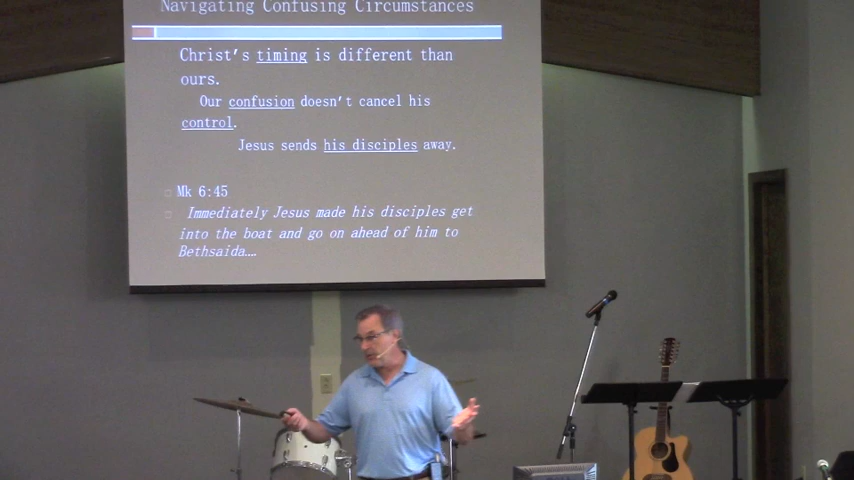 Navigating Confusing Circumstances
Christ's timing is different than
ours.
Our confusion doesn't cancel his
control.
Jesus sends his disciples away.
Mk 6:45
Immediately Jesus made his disciples get
into the boat and go on ahead of him to
Bethsaida….